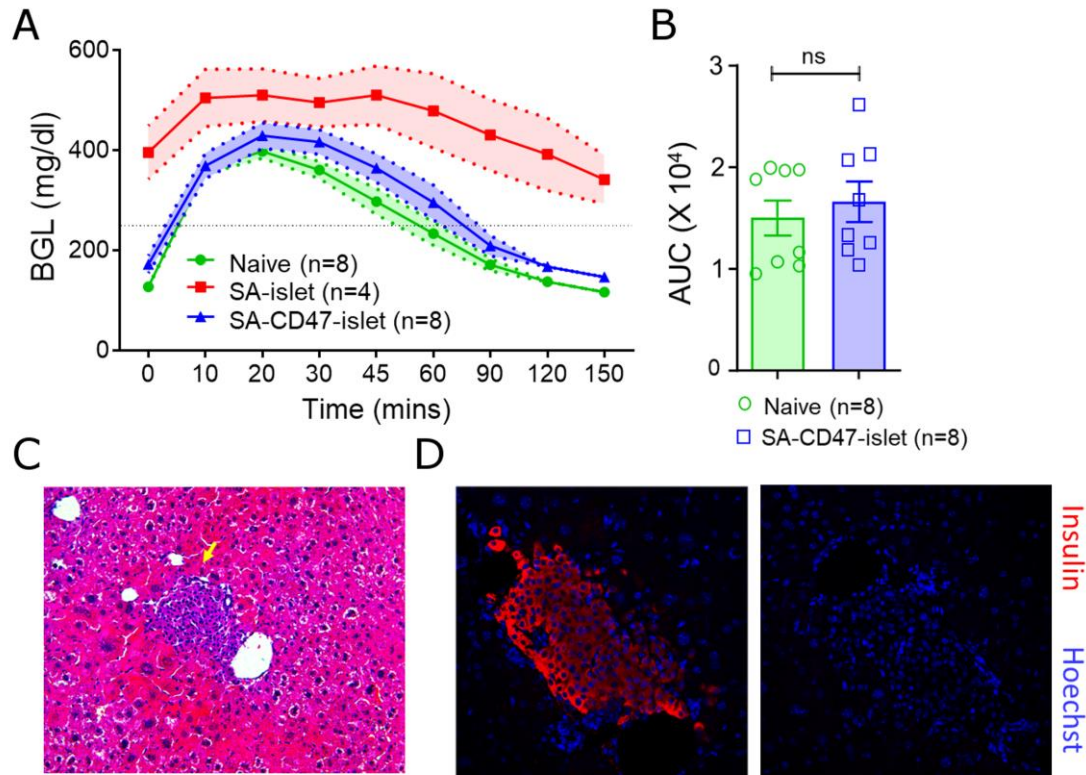 A
BGL (mg/dl)
600
400
200
0
Naive (n=8)
SA-islet (n=4)
SA-CD47-islet (n=8)
0 10 20 30 45 60 90 120 150
Time (mins)
B
ns
AUC (X 10⁴)
3
2
1
0
Naive (n=8)
SA-CD47-islet (n=8)
C
D
Insulin
Hoechst